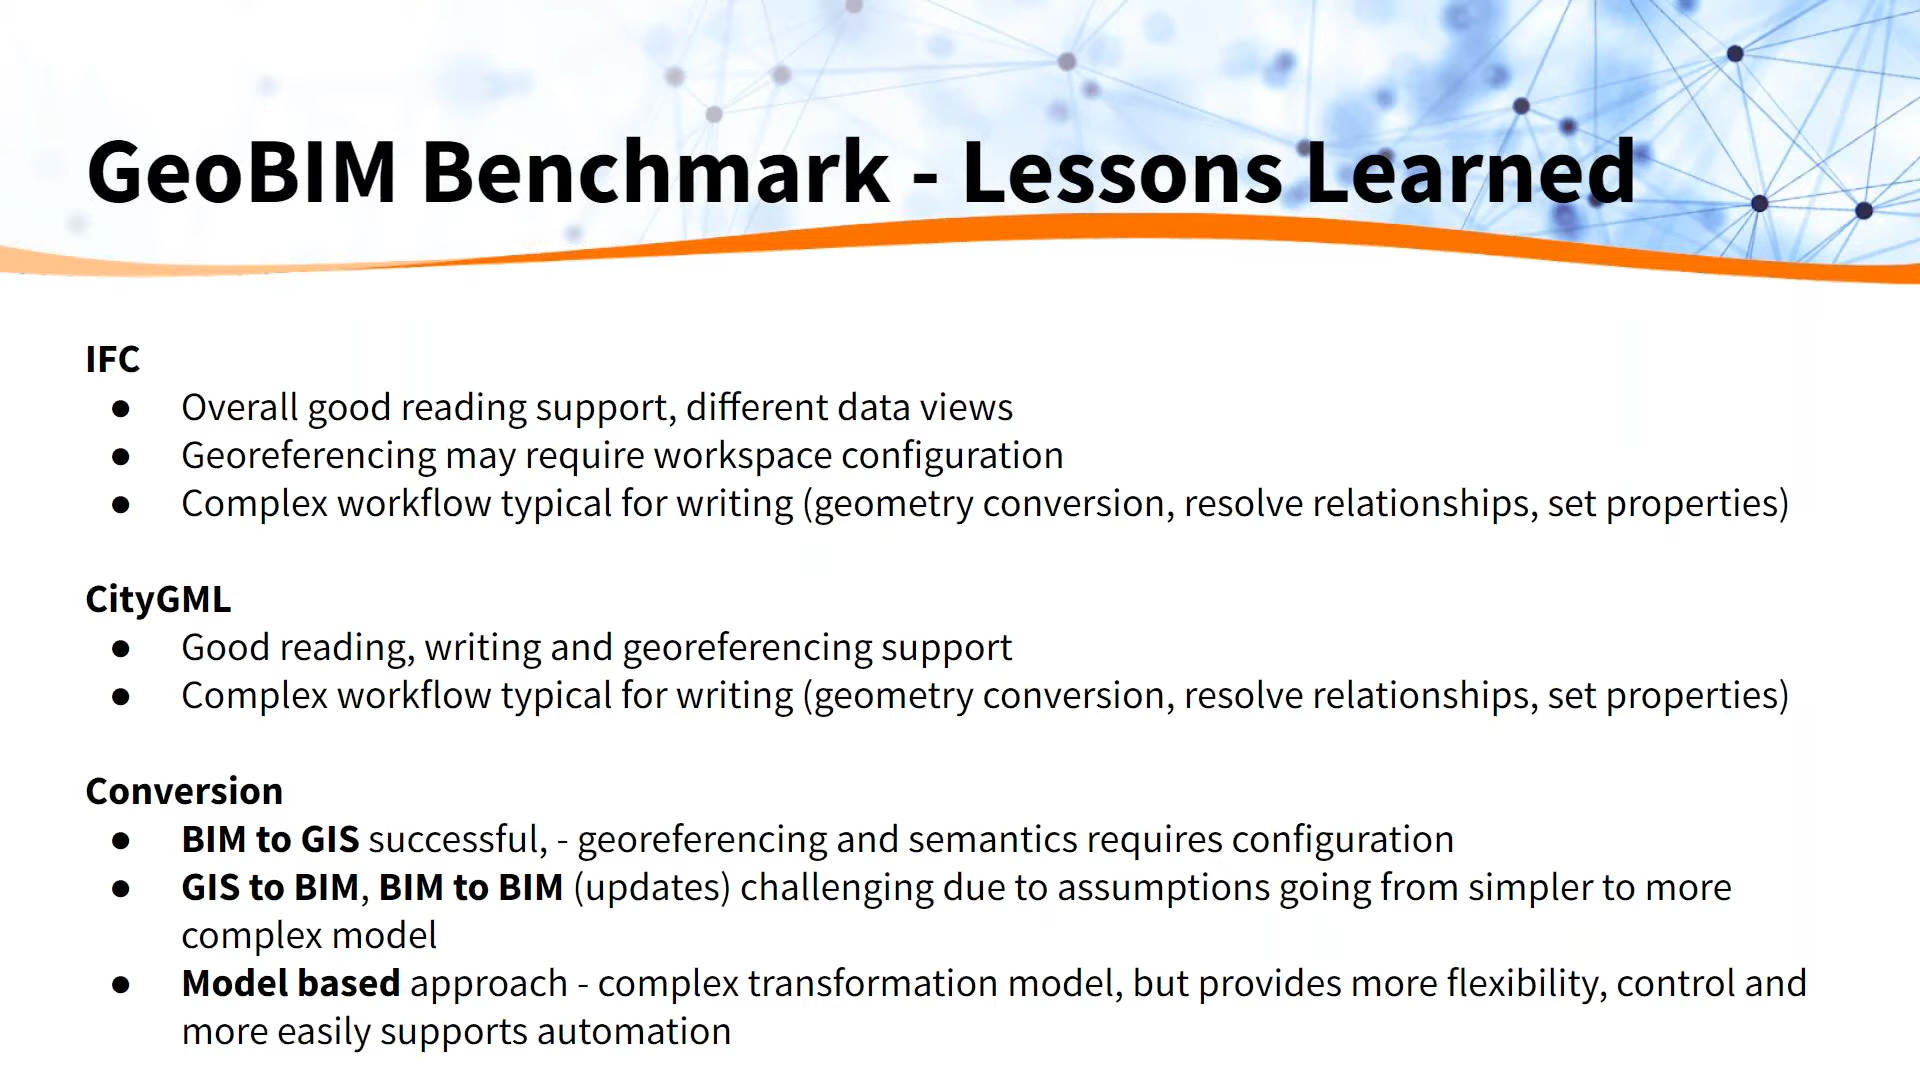 GeoBIM Benchmark - Lessons Learned
IFC
● Overall good reading support, different data views
● Georeferencing may require workspace configuration
● Complex workflow typical for writing (geometry conversion, resolve relationships, set properties)
CityGML
● Good reading, writing and georeferencing support
● Complex workflow typical for writing (geometry conversion, resolve relationships, set properties)
Conversion
● BIM to GIS successful, - georeferencing and semantics requires configuration
● GIS to BIM, BIM to BIM (updates) challenging due to assumptions going from simpler to more
complex model
● Model based approach - complex transformation model, but provides more flexibility, control and
more easily supports automation